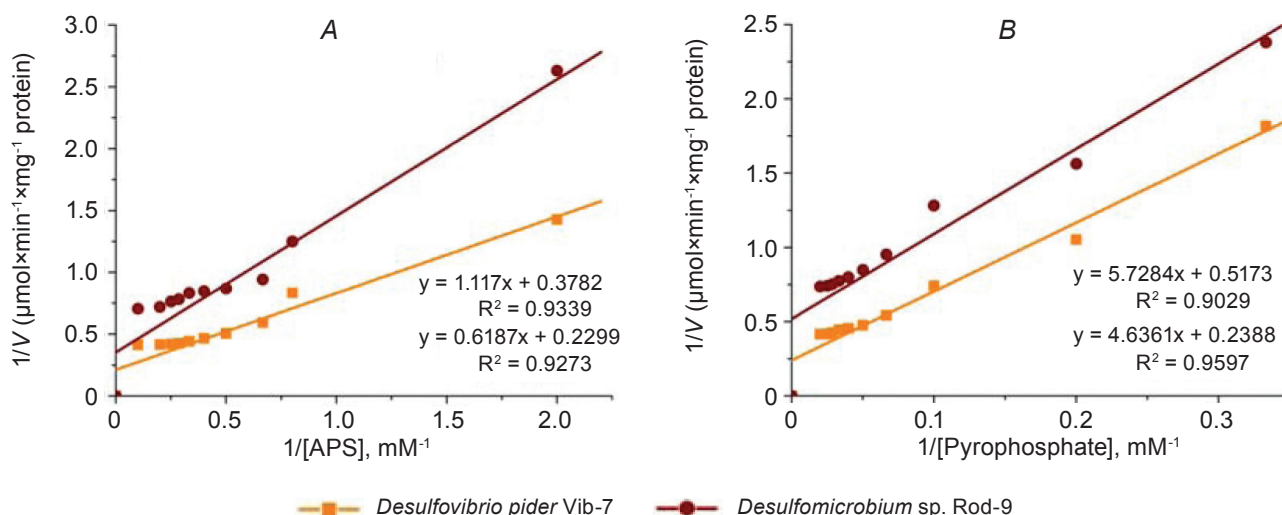 A
3.0
2.5
2.0
1.5
1.0
0.5
0
1/V (µmol×min-1×mg-1 protein)
y = 1.117x + 0.3782
R2 = 0.9339
y = 0.6187x + 0.2299
R2 = 0.9273
0 0.5 1.0 1.5 2.0
1/[APS], mM-1
B
2.5
2.0
1.5
1.0
0.5
0
1/V (µmol×min-1×mg-1 protein)
y = 5.7284x + 0.5173
R2 = 0.9029
y = 4.6361x + 0.2388
R2 = 0.9597
0 0.1 0.2 0.3
1/[Pyrophosphate], mM-1
Desulfovibrio pider Vib-7 Desulfomicrobium sp. Rod-9